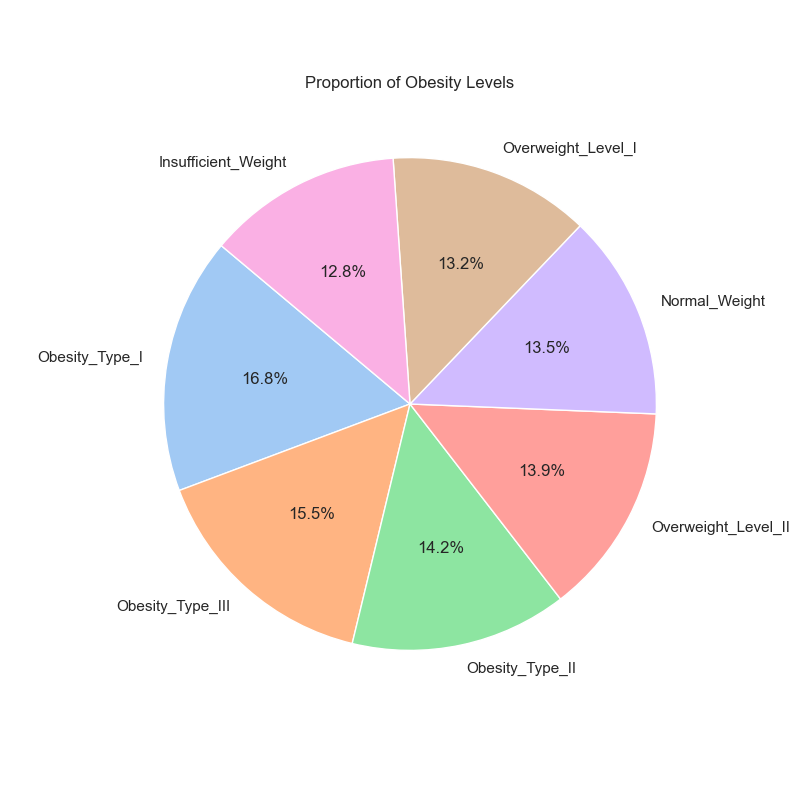 Proportion of Obesity Levels
Overweight_Level_I
Insufficient_Weight
13.2%
12.8%
Normal_Weight
13.5%
Obesity_Type_I
16.8%
13.9%
15.5%
Overweight_Level_II
14.2%
Obesity_Type_III
Obesity_Type_II